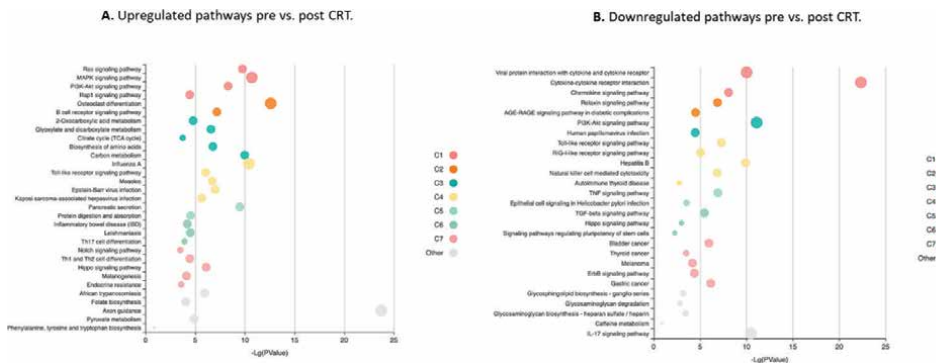 A. Upregulated pathways pre vs. post CRT.
Ras signaling pathway
MAPK signaling pathway
PI3K-Akt signaling pathway
Rap1 signaling pathway
Osteoclast differentiation
B cell receptor signaling pathway
2-Oxocarboxylic acid metabolism
Glyoxylate and dicarboxylate metabolism
Citrate cycle (TCA cycle)
Biosynthesis of amino acids
Carbon metabolism
Influenza A
Toll-like receptor signaling pathway
Measles
Epstein-Barr virus infection
Kaposi sarcoma-associated herpesvirus infection
Pancreatic secretion
Protein digestion and absorption
Inflammatory bowel disease (IBD)
Leishmaniasis
Th17 cell differentiation
Notch signaling pathway
Th1 and Th2 cell differentiation
Hippo signaling pathway
Melanogenesis
Endocrine resistance
African trypanosomiasis
Folate biosynthesis
Axon guidance
Pyruvate metabolism
Phenylalanine, tyrosine and tryptophan biosynthesis
0 5 10 15 20 25
-Lg(PValue)
C1
C2
C3
C4
C5
C6
C7
Other
B. Downregulated pathways pre vs. post CRT.
Viral protein interaction with cytokine and cytokine receptor
Cytokine-cytokine receptor interaction
Chemokine signaling pathway
Relaxin signaling pathway
AGE-RAGE signaling pathway in diabetic complications
PI3K-Akt signaling pathway
Human papillomavirus infection
Toll-like receptor signaling pathway
RIG-I-like receptor signaling pathway
Hepatitis B
Natural killer cell mediated cytotoxicity
Autoimmune thyroid disease
TNF signaling pathway
Epithelial cell signaling in Helicobacter pylori infection
TGF-beta signaling pathway
Hippo signaling pathway
Signaling pathways regulating pluripotency of stem cells
Bladder cancer
Thyroid cancer
Melanoma
ErbB signaling pathway
Gastric cancer
Glycosphingolipid biosynthesis - ganglio series
Glycosaminoglycan degradation
Glycosaminoglycan biosynthesis - heparan sulfate / heparin
Caffeine metabolism
IL-17 signaling pathway
0 5 10 15 20 25
-Lg(PValue)
C1
C2
C3
C4
C5
C6
C7
Other